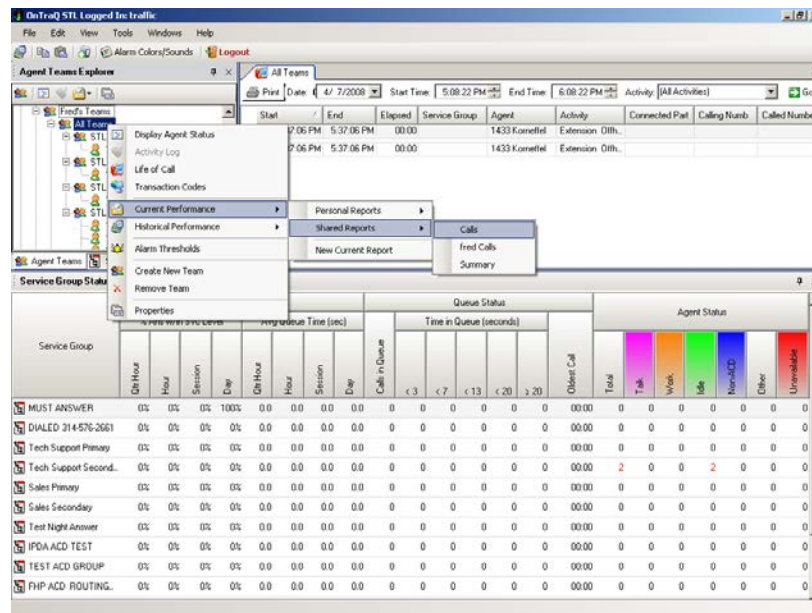 OnTraQ STL Logged In: traffic
File Edit View Tools Windows Help
Alarm Colors/Sounds Logout
Agent Teams Explorer
All Teams
Print Date: 4/ 7/2008 Start Time: 5:08:22 PM End Time: 6:08:22 PM Activity: [All Activities] Go
Start / End Elapsed Service Group Agent Activity Connected Part Calling Numb Called Numbe
7:06 PM 5:37:06 PM 00:00 1433 Korneffel Extension Offh..
7:06 PM 5:37:06 PM 00:00 1433 Korneffel Extension Offh..
Fred's Teams
All Teams
STL
STL
STL
STL
Display Agent Status
Activity Log
Life of Call
Transaction Codes
Current Performance
Historical Performance
Alarm Thresholds
Create New Team
Remove Team
Properties
Personal Reports
Shared Reports
New Current Report
Calls
fred Calls
Summary
Agent Teams
Service Group Statu
Queue Status
Agent Status
% Ans w/in Svc Level Avg Queue Time (sec) Time in Queue (seconds)
Service Group Qtr Hour Hour Session Day Qtr Hour Hour Session Day Calls in Queue < 3 < 7 < 13 < 20 ≥ 20 Oldest Call Total Talk Work Idle Non-ACD Other Unavailable
MUST ANSWER 0% 0% 0% 100% 0.0 0.0 0.0 0.0 0 0 0 0 0 0 00:00 0 0 0 0 0 0 0
DIALED 314-576-2661 0% 0% 0% 0% 0.0 0.0 0.0 0.0 0 0 0 0 0 0 00:00 0 0 0 0 0 0 0
Tech Support Primary 0% 0% 0% 0% 0.0 0.0 0.0 0.0 0 0 0 0 0 0 00:00 0 0 0 0 0 0 0
Tech Support Second.. 0% 0% 0% 0% 0.0 0.0 0.0 0.0 0 0 0 0 0 0 00:00 2 0 0 2 0 0 0
Sales Primary 0% 0% 0% 0% 0.0 0.0 0.0 0.0 0 0 0 0 0 0 00:00 0 0 0 0 0 0 0
Sales Secondary 0% 0% 0% 0% 0.0 0.0 0.0 0.0 0 0 0 0 0 0 00:00 0 0 0 0 0 0 0
Test Night Answer 0% 0% 0% 0% 0.0 0.0 0.0 0.0 0 0 0 0 0 0 00:00 0 0 0 0 0 0 0
IPDA ACD TEST 0% 0% 0% 0% 0.0 0.0 0.0 0.0 0 0 0 0 0 0 00:00 0 0 0 0 0 0 0
TEST ACD GROUP 0% 0% 0% 0% 0.0 0.0 0.0 0.0 0 0 0 0 0 0 00:00 0 0 0 0 0 0 0
FHP ACD ROUTING.. 0% 0% 0% 0% 0.0 0.0 0.0 0.0 0 0 0 0 0 0 00:00 0 0 0 0 0 0 0